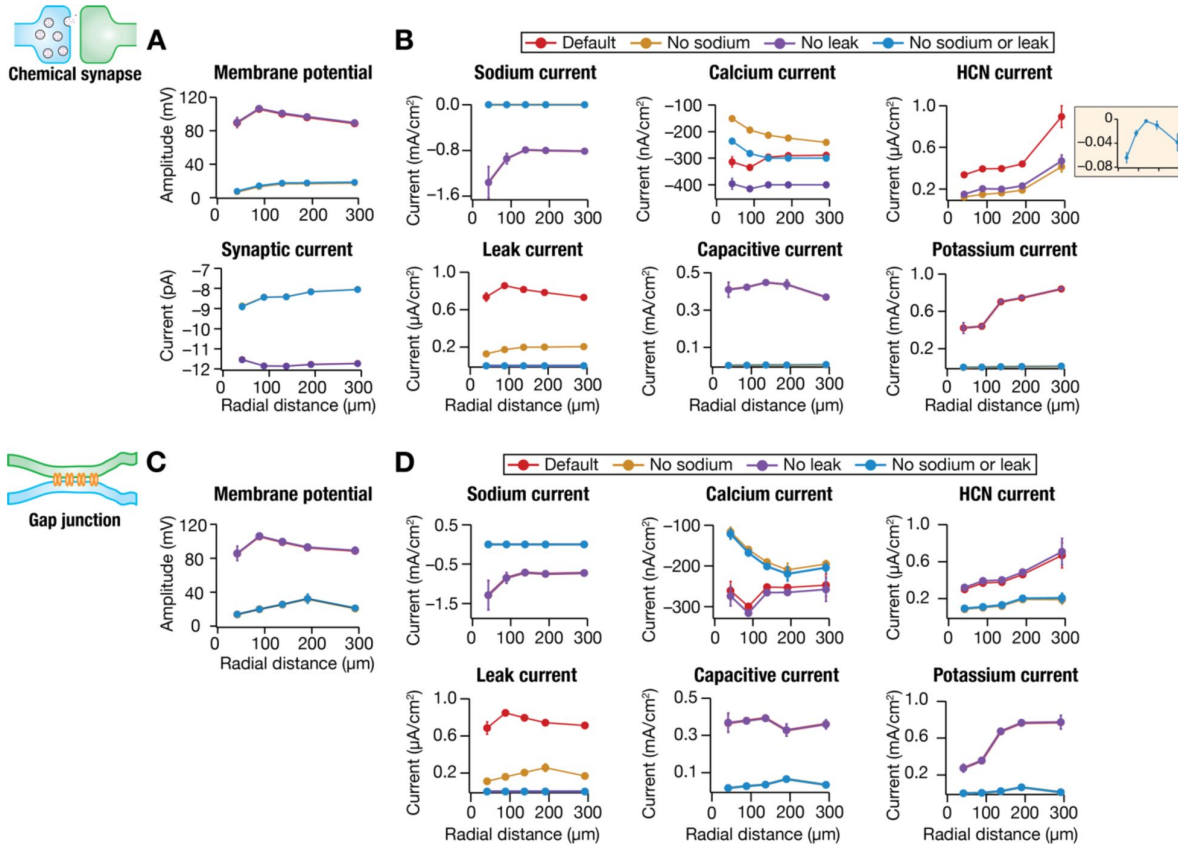 Chemical synapse
A
Membrane potential
Amplitude (mV)
120
80
40
0
0 100 200 300
Synaptic current
Current (pA)
−7
−8
−9
−10
−11
−12
0 100 200 300
Radial distance (µm)
B
Default No sodium No leak No sodium or leak
Sodium current
Current (mA/cm²)
0.0
−0.8
−1.6
0 100 200 300
Calcium current
Current (nA/cm²)
−100
−200
−300
−400
0 100 200 300
HCN current
Current (µA/cm²)
1.0
0.6
0.2
0 100 200 300
0
−0.04
−0.08
Leak current
Current (µA/cm²)
1.0
0.6
0.2
0 100 200 300
Radial distance (µm)
Capacitive current
Current (mA/cm²)
0.5
0.3
0.1
0 100 200 300
Radial distance (µm)
Potassium current
Current (mA/cm²)
1.0
0.6
0.2
0 100 200 300
Radial distance (µm)
Gap junction
C
Membrane potential
Amplitude (mV)
120
80
40
0
0 100 200 300
Radial distance (µm)
D
Default No sodium No leak No sodium or leak
Sodium current
Current (mA/cm²)
0.5
0.0
−0.5
−1.5
0 100 200 300
Calcium current
Current (nA/cm²)
−100
−200
−300
0 100 200 300
HCN current
Current (µA/cm²)
1.0
0.6
0.2
0 100 200 300
Leak current
Current (µA/cm²)
1.0
0.6
0.2
0 100 200 300
Radial distance (µm)
Capacitive current
Current (mA/cm²)
0.5
0.3
0.1
0 100 200 300
Radial distance (µm)
Potassium current
Current (mA/cm²)
1.0
0.6
0.2
0 100 200 300
Radial distance (µm)